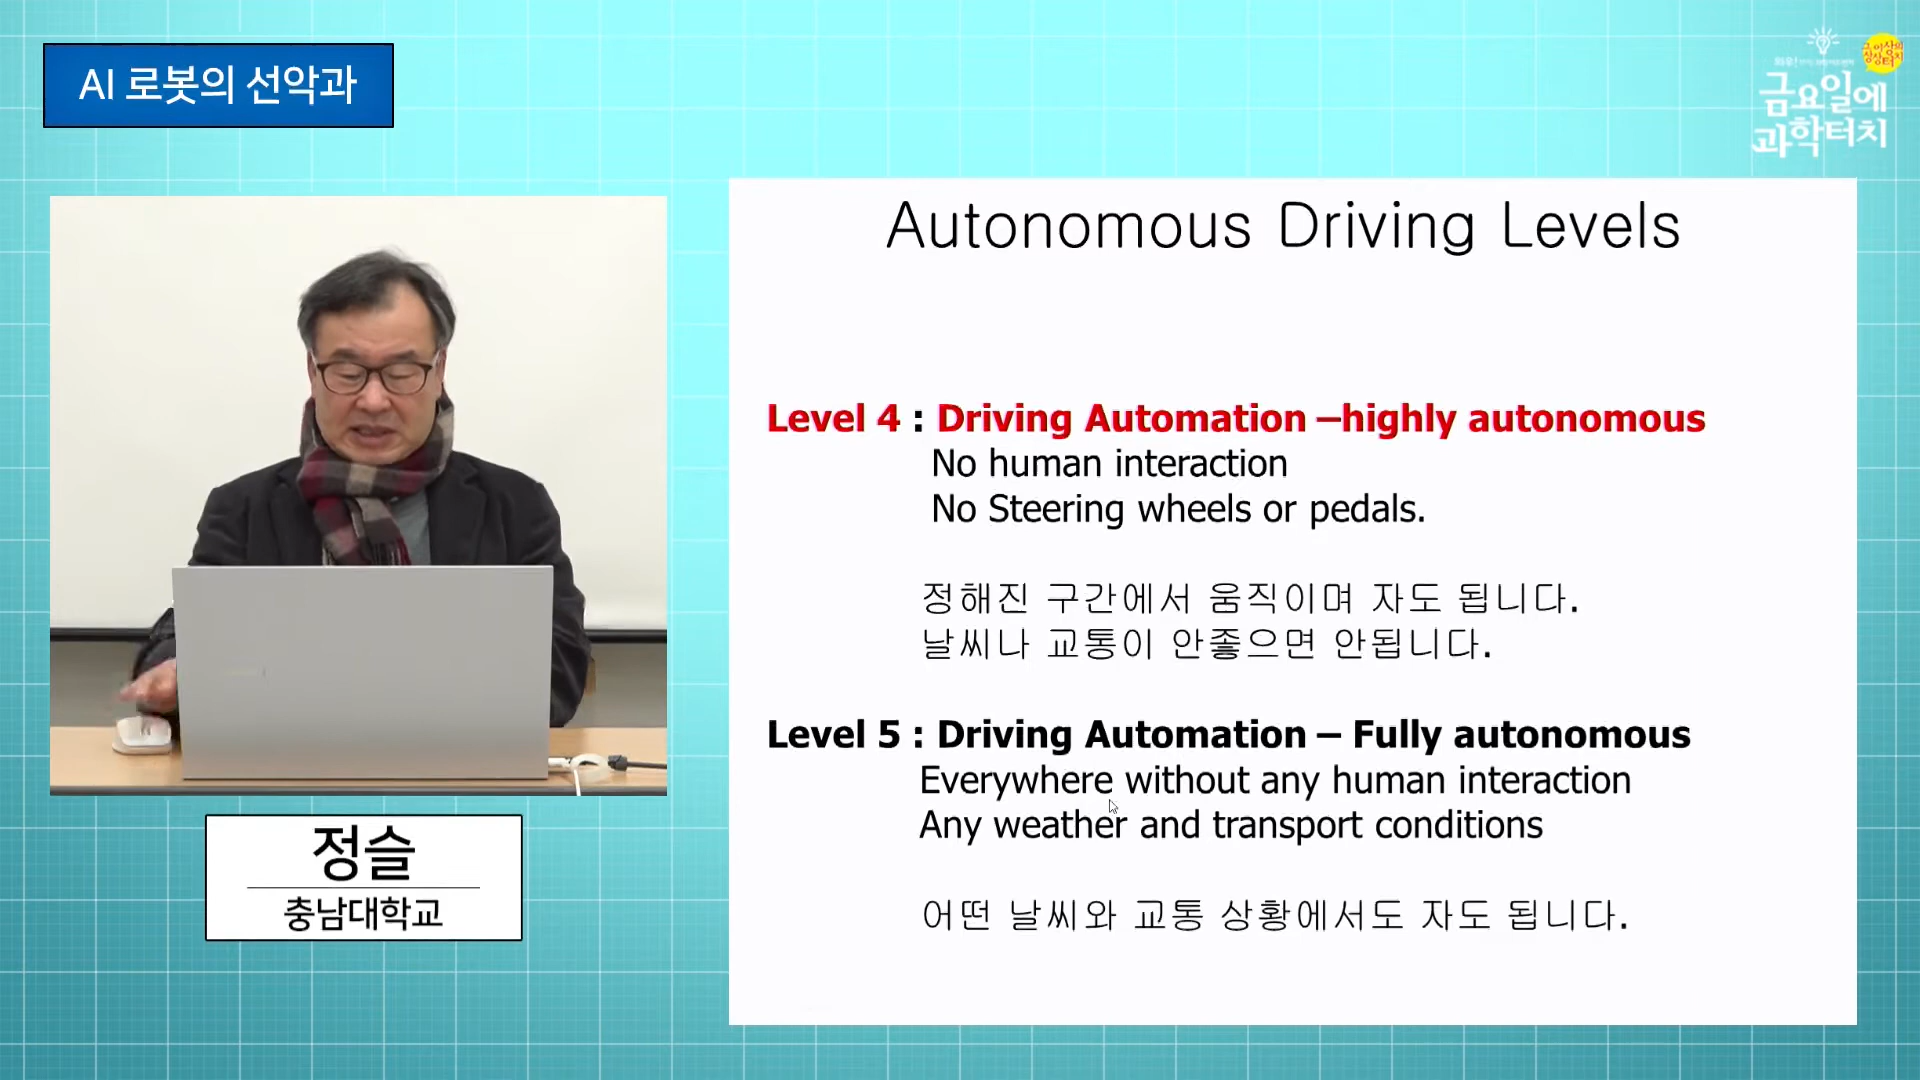 AI 로봇의 선악과
금요일에
과학터치
Autonomous Driving Levels
Level 4 : Driving Automation –highly autonomous
No human interaction
No Steering wheels or pedals.
정해진 구간에서 움직이며 자도 됩니다.
날씨나 교통이 안좋으면 안됩니다.
Level 5 : Driving Automation – Fully autonomous
Everywhere without any human interaction
Any weather and transport conditions
어떤 날씨와 교통 상황에서도 자도 됩니다.
정슬
충남대학교